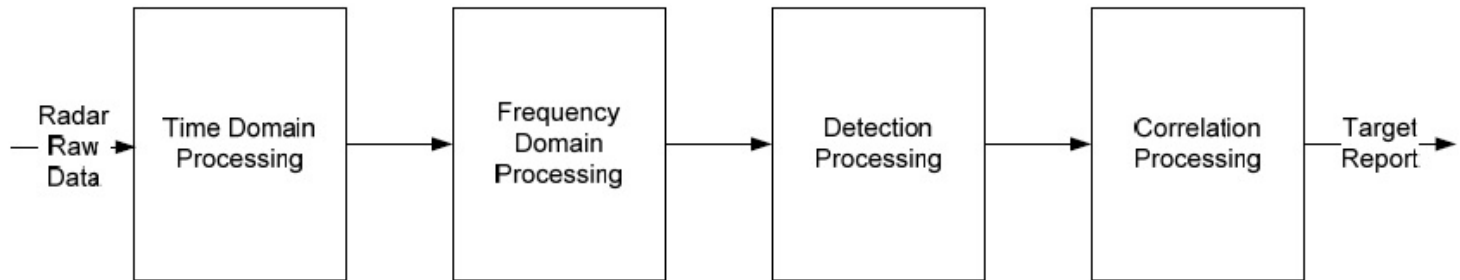 Radar
Raw
Data
Time Domain
Processing
Frequency
Domain
Processing
Detection
Processing
Correlation
Processing
Target
Report